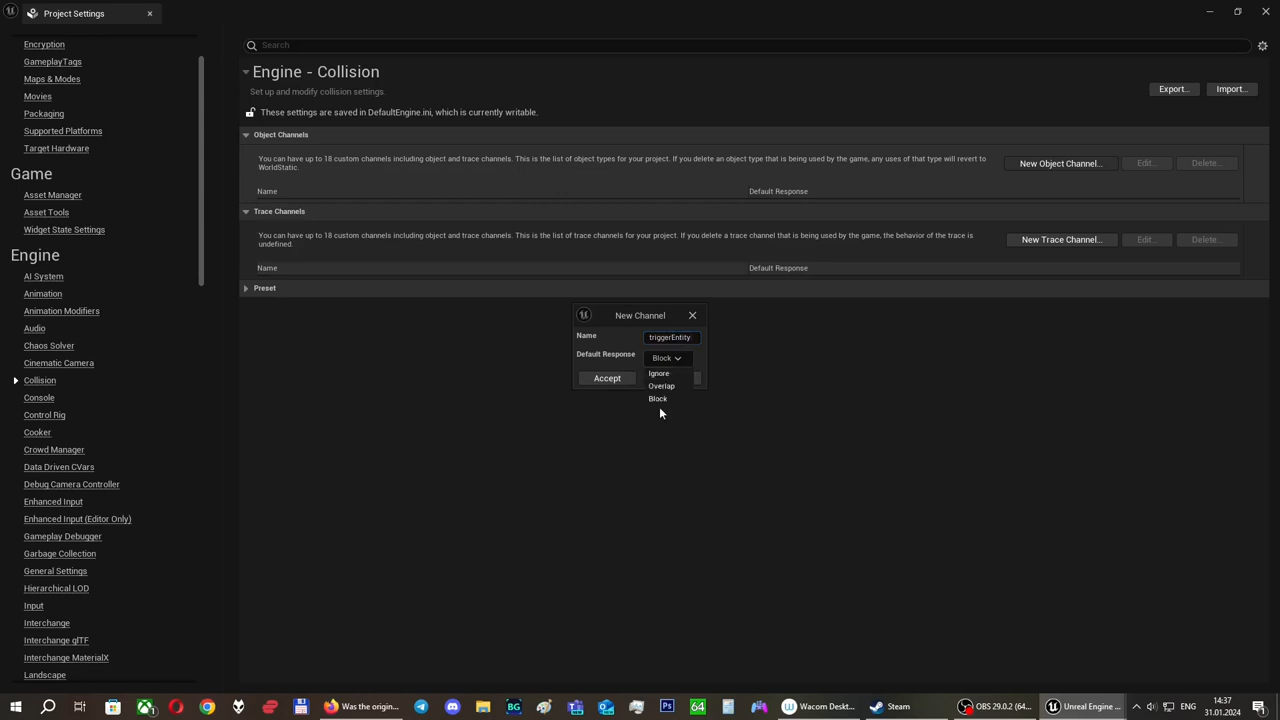 Project Settings
Encryption
GameplayTags
Maps & Modes
Movies
Packaging
Supported Platforms
Target Hardware
Game
Asset Manager
Asset Tools
Widget State Settings
Engine
AI System
Animation
Animation Modifiers
Audio
Chaos Solver
Cinematic Camera
Collision
Console
Control Rig
Cooker
Crowd Manager
Data Driven CVars
Debug Camera Controller
Enhanced Input
Enhanced Input (Editor Only)
Gameplay Debugger
Garbage Collection
General Settings
Hierarchical LOD
Input
Interchange
Interchange glTF
Interchange MaterialX
Landscape
Search
Engine - Collision
Set up and modify collision settings.
Export...
Import...
These settings are saved in DefaultEngine.ini, which is currently writable.
Object Channels
You can have up to 18 custom channels including object and trace channels. This is the list of object types for your project. If you delete an object type that is being used by the game, any uses of that type will revert to
WorldStatic.
New Object Channel...
Edit...
Delete...
Name
Default Response
Trace Channels
You can have up to 18 custom channels including object and trace channels. This is the list of trace channels for your project. If you delete a trace channel that is being used by the game, the behavior of the trace is
undefined.
New Trace Channel...
Edit...
Delete...
Name
Default Response
Preset
New Channel
Name
triggerEntity
Default Response
Block
Accept
Ignore
Overlap
Block
Was the origin...
BG
64
Wacom Deskt...
Steam
OBS 29.0.2 (64...
Unreal Engine ...
ENG
14:37
31.01.2024